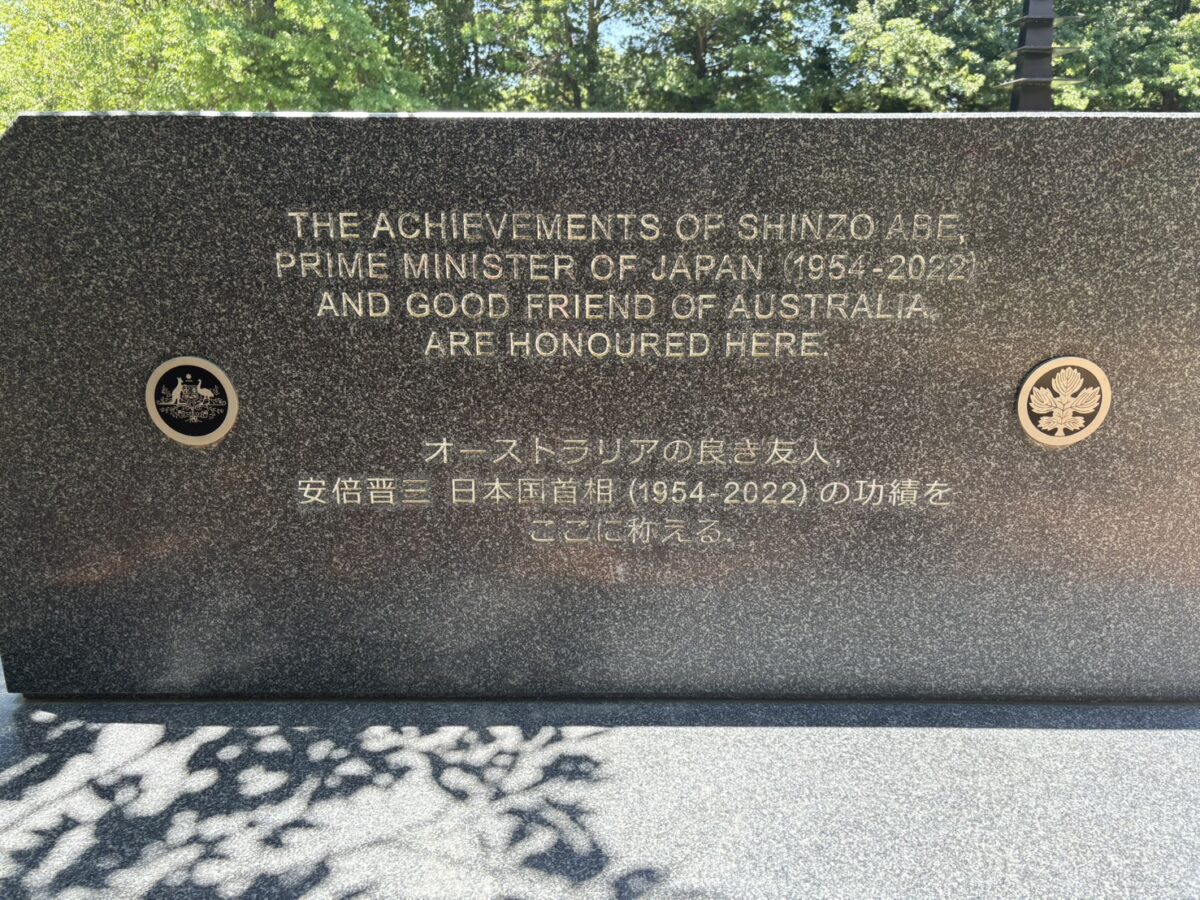 THE ACHIEVEMENTS OF SHINZO ABE,
PRIME MINISTER OF JAPAN (1954-2022)
AND GOOD FRIEND OF AUSTRALIA,
ARE HONOURED HERE.
オーストラリアの良き友人,
安倍晋三 日本国首相 (1954-2022) の功績を
ここに称える.